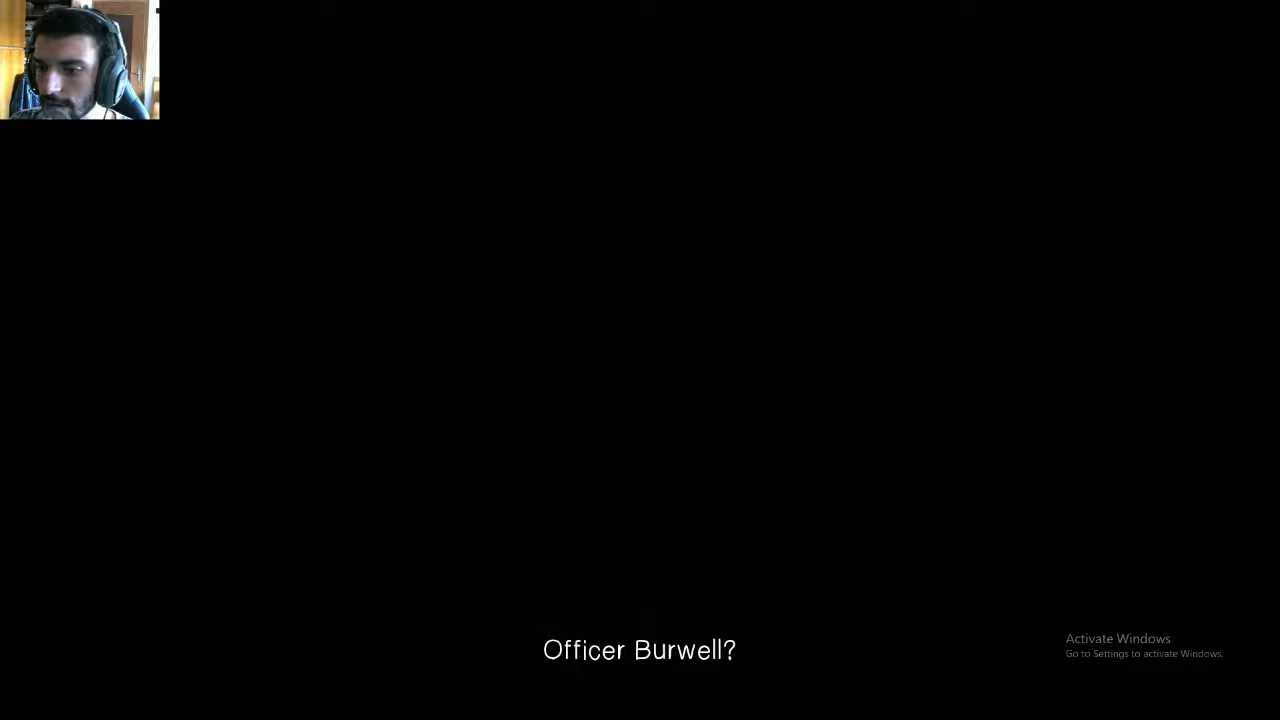 Officer Burwell?
Activate Windows
Go to Settings to activate Windows.